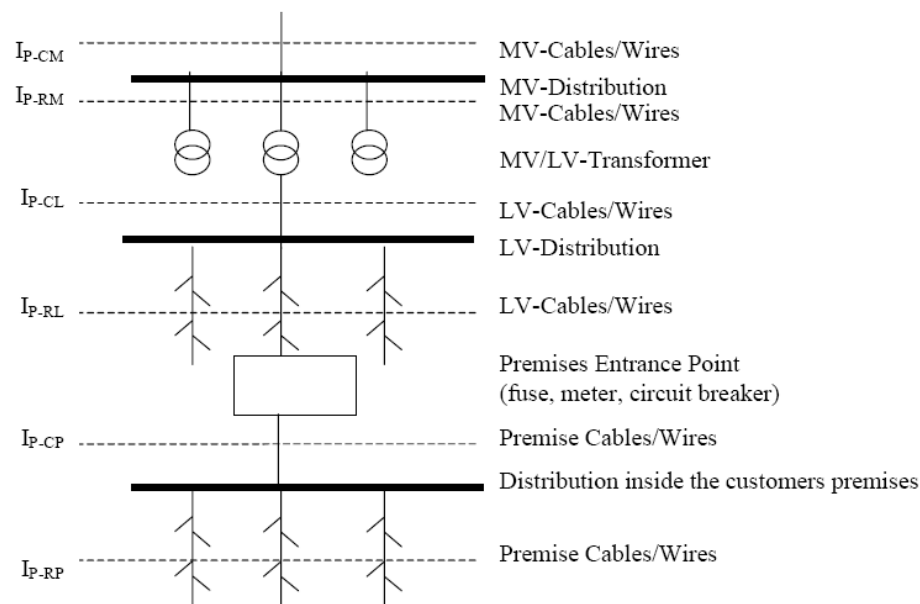 I_P-CM
MV-Cables/Wires
MV-Distribution
I_P-RM
MV-Cables/Wires
MV/LV-Transformer
I_P-CL
LV-Cables/Wires
LV-Distribution
I_P-RL
LV-Cables/Wires
Premises Entrance Point
(fuse, meter, circuit breaker)
I_P-CP
Premise Cables/Wires
Distribution inside the customers premises
I_P-RP
Premise Cables/Wires